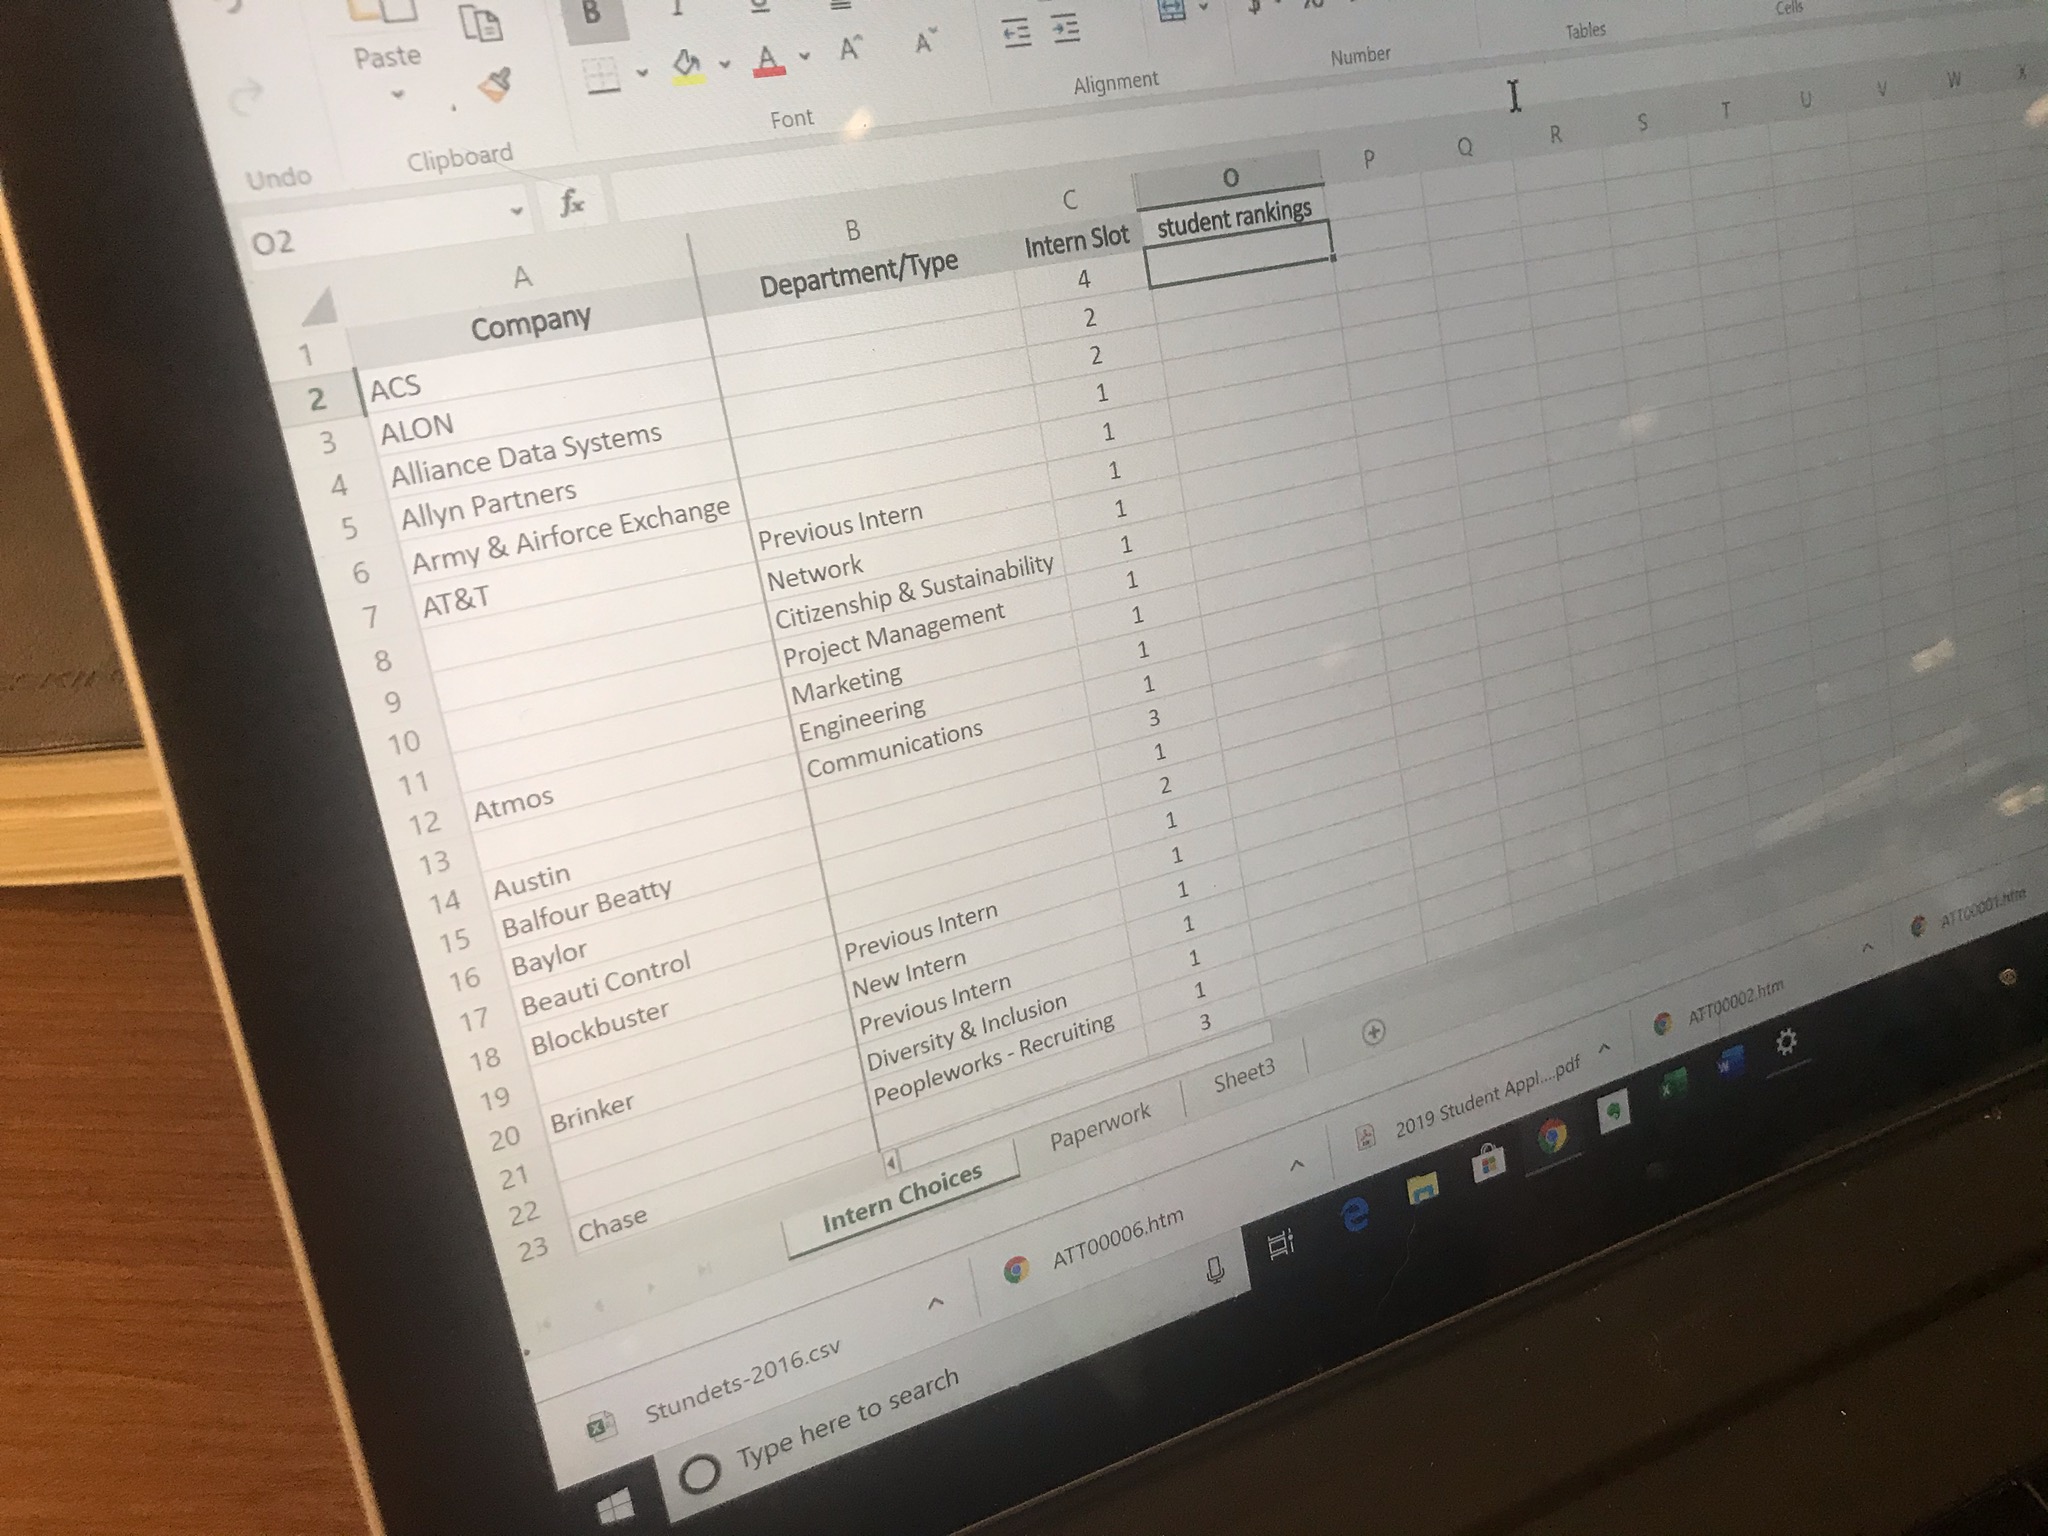 B I U
Paste
A A^ A˅
$ %
Undo Clipboard Font Alignment Number Tables Cells
O2 fx
A B C O P Q R S T U V W X
1 Company Department/Type Intern Slot student rankings
2 ACS 4
3 ALON 2
4 Alliance Data Systems 2
5 Allyn Partners 1
6 Army & Airforce Exchange 1
7 AT&T Previous Intern 1
8 Network 1
9 Citizenship & Sustainability 1
10 Project Management 1
11 Marketing 1
12 Atmos Engineering 1
13 Communications 1
14 Austin 3
15 Balfour Beatty 1
16 Baylor 2
17 Beauti Control 1
18 Blockbuster Previous Intern 1
19 New Intern 1
20 Brinker Previous Intern 1
21 Diversity & Inclusion 1
22 Peopleworks - Recruiting 1
23 Chase 3
Intern Choices Paperwork Sheet3
Stundets-2016.csv ATT00006.htm 2019 Student Appl....pdf ATT00002.htm ATT00001.htm
Type here to search